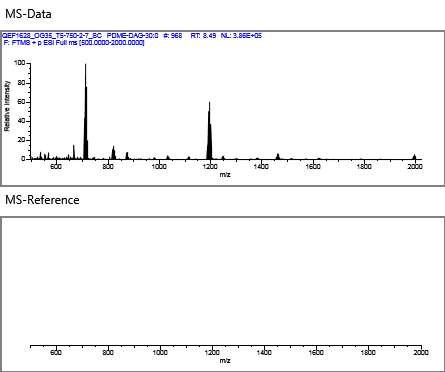 MS-Data
QEF1628_OG35_T5-750-2-7_BC PDME-DAG-30:0 #: 968 RT: 8.49 NL: 3.86E+05
F: FTMS + p ESI Full ms [500.0000-2000.0000]
100
80
60
40
20
0
Relative Intensity
600 800 1000 1200 1400 1600 1800 2000
m/z
MS-Reference
600 800 1000 1200 1400 1600 1800 2000
m/z